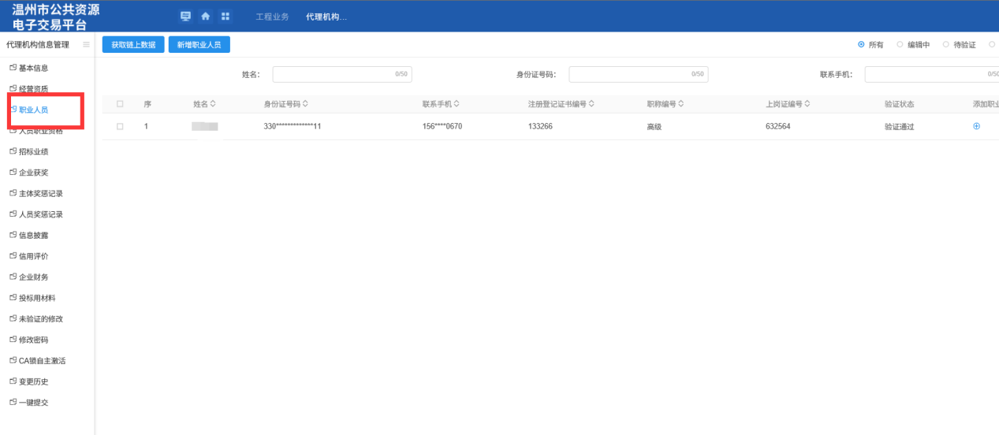 温州市公共资源
电子交易平台
工程业务 代理机构...
代理机构信息管理
获取链上数据 新增职业人员 所有 编辑中 待验证
基本信息
经营资质
职业人员
人员职业资格
招标业绩
企业获奖
主体奖惩记录
人员奖惩记录
信息披露
信用评价
企业财务
投标用材料
未验证的修改
修改密码
CA锁自主激活
变更历史
一键提交
姓名: 0/50 身份证号码: 0/50 联系手机: 0/50
序 姓名 身份证号码 联系手机 注册登记证书编号 职称编号 上岗证编号 验证状态 添加职业
1 330*************11 156****0670 133266 高级 632564 验证通过